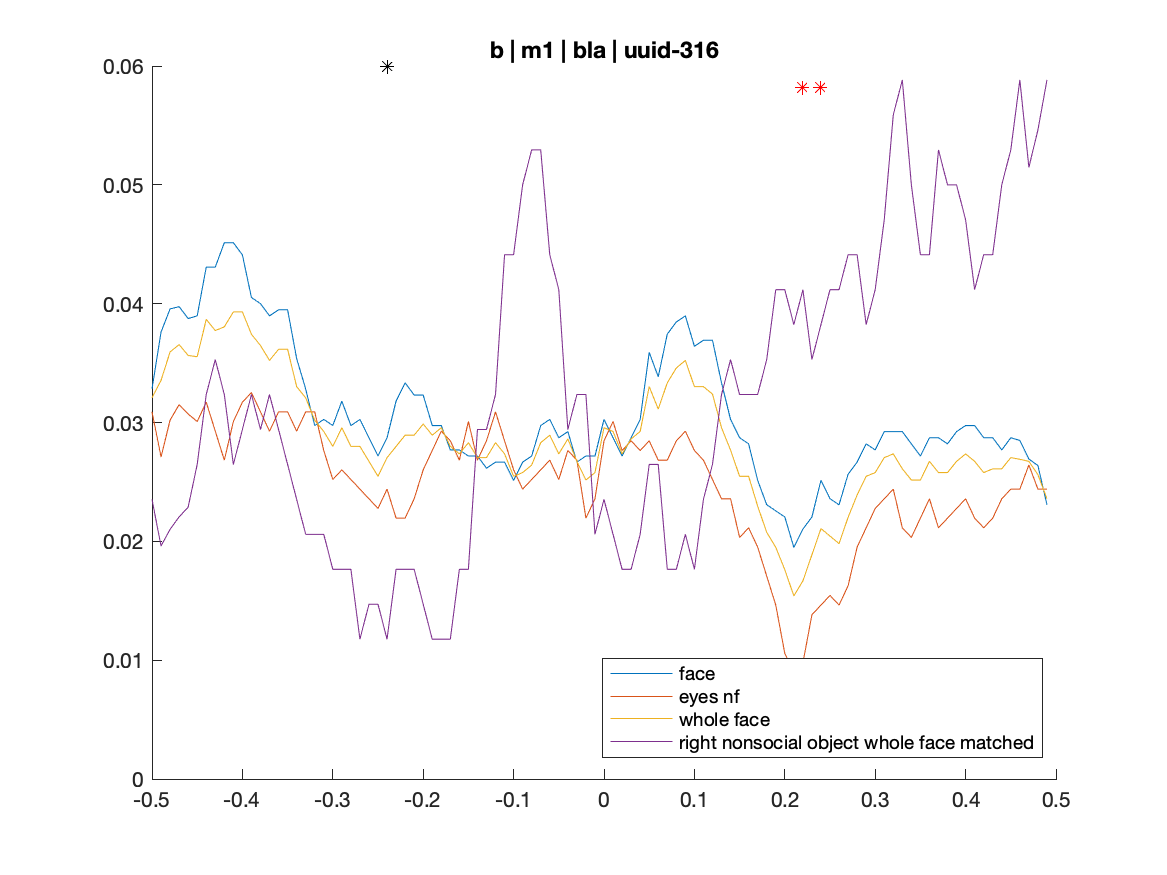 b | m1 | bla | uuid-316
0.06
0.05
0.04
0.03
0.02
0.01
0
face
eyes nf
whole face
right nonsocial object whole face matched
-0.5 -0.4 -0.3 -0.2 -0.1 0 0.1 0.2 0.3 0.4 0.5